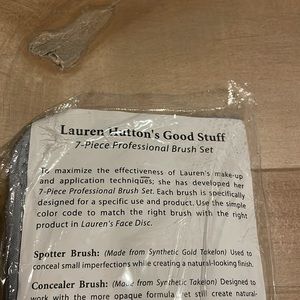 Lauren Hutton's Good Stuff
7-Piece Professional Brush Set
To maximize the effectiveness of Lauren's make-up
and application techniques; she has developed her
7-Piece Professional Brush Set. Each brush is specifically
designed for a specific use and product. Use the simple
color code to match the right brush with the right
product in Lauren's Face Disc.
Spotter Brush: (Made from Synthetic Gold Takelon) Used to
conceal small imperfections while creating a natural-looking finish.
Concealer Brush: (Made from Synthetic Takelon) Designed to
work with the more opaque formula yet still create natural-